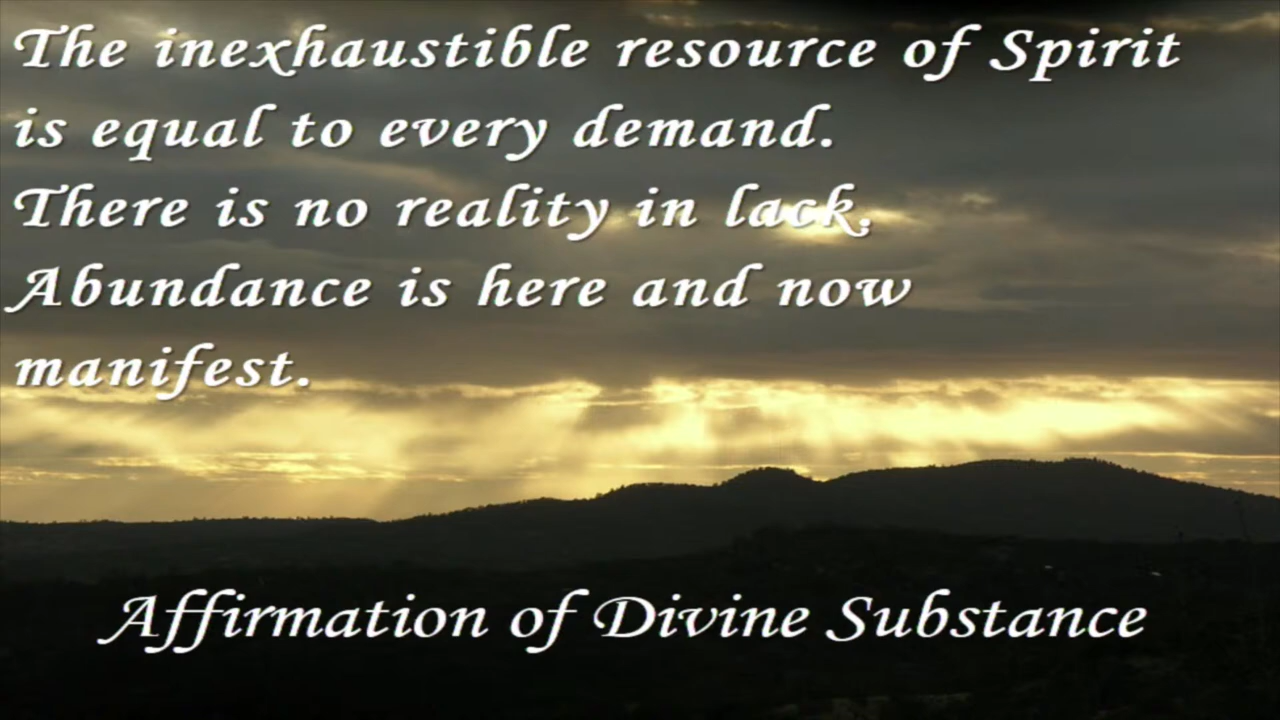 The inexhaustible resource of Spirit
is equal to every demand.
There is no reality in lack.
Abundance is here and now
manifest.
Affirmation of Divine Substance